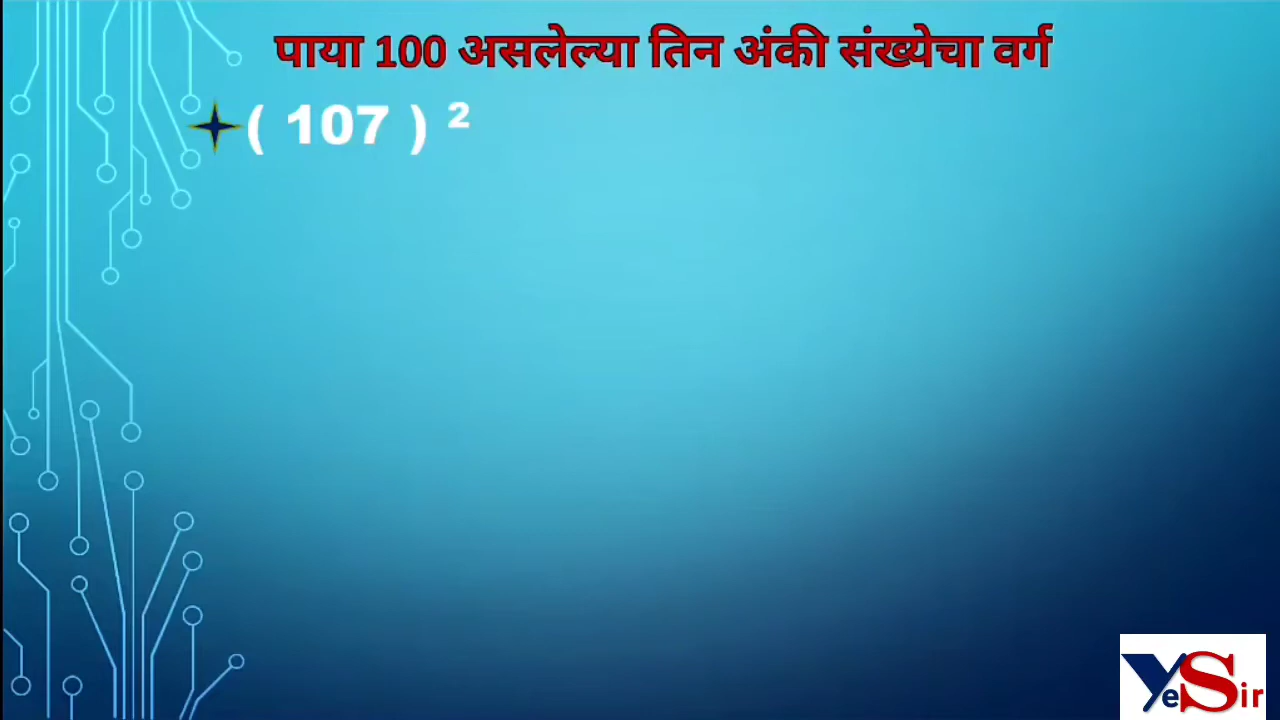 पाया 100 असलेल्या तिन अंकी संख्येचा वर्ग
( 107 ) ²
YeSir